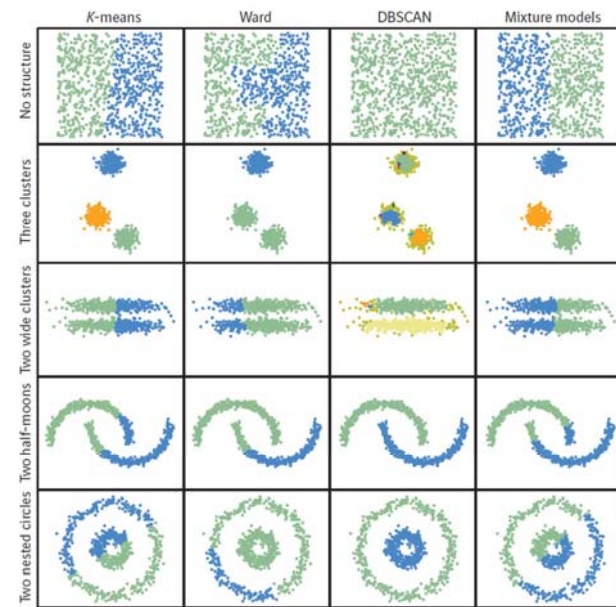 K-means
Ward
DBSCAN
Mixture models
No structure
Three clusters
Two wide clusters
Two half-moons
Two nested circles